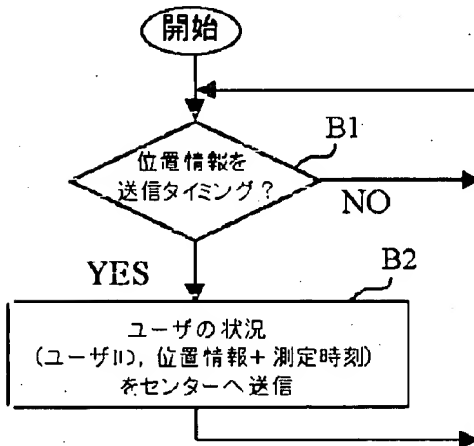 開始
B1
位置情報を
送信タイミング？
NO
YES
B2
ユーザの状況
(ユーザID, 位置情報+測定時刻)
をセンターへ送信